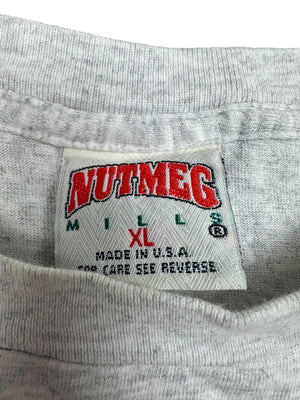 NUTMEG
MILLS ®
XL
MADE IN U.S.A.
FOR CARE SEE REVERSE